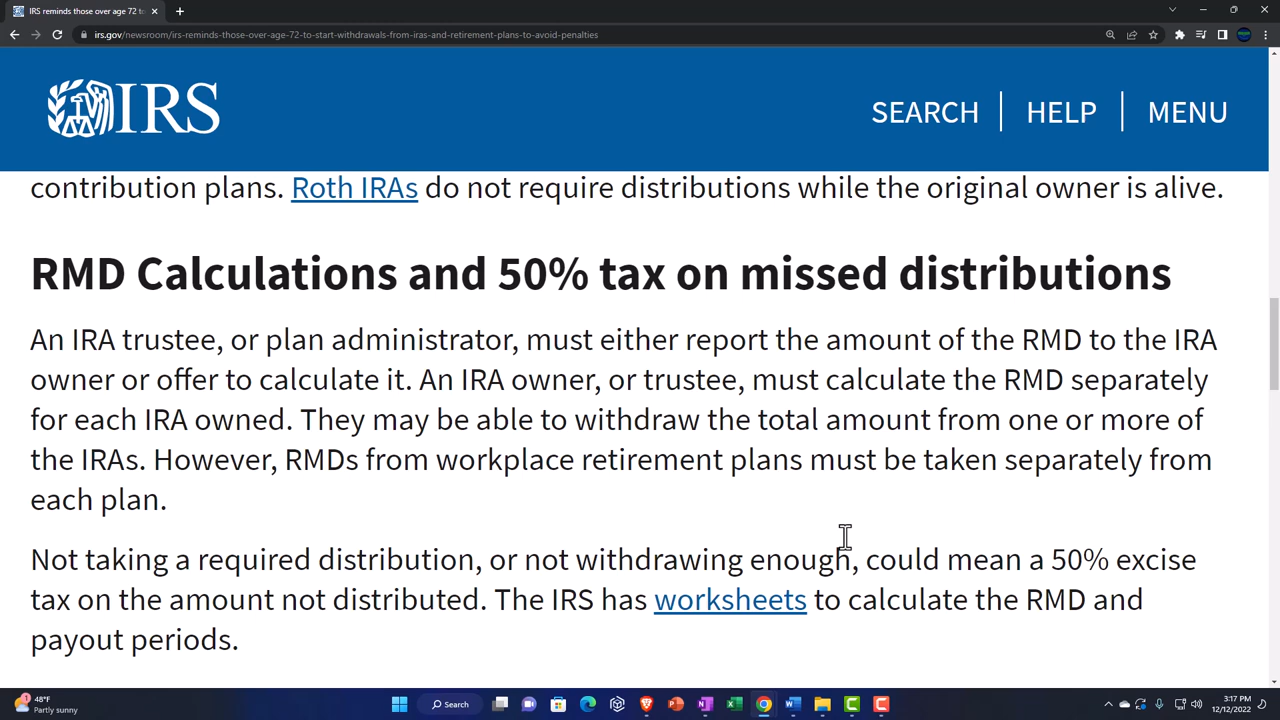 IRS reminds those over age 72 to
irs.gov/newsroom/irs-reminds-those-over-age-72-to-start-withdrawals-from-iras-and-retirement-plans-to-avoid-penalties
IRS
SEARCH HELP MENU
contribution plans. Roth IRAs do not require distributions while the original owner is alive.
RMD Calculations and 50% tax on missed distributions
An IRA trustee, or plan administrator, must either report the amount of the RMD to the IRA
owner or offer to calculate it. An IRA owner, or trustee, must calculate the RMD separately
for each IRA owned. They may be able to withdraw the total amount from one or more of
the IRAs. However, RMDs from workplace retirement plans must be taken separately from
each plan.
Not taking a required distribution, or not withdrawing enough, could mean a 50% excise
tax on the amount not distributed. The IRS has worksheets to calculate the RMD and
payout periods.
1
48°F
Partly sunny
Search
3:17 PM
12/12/2022